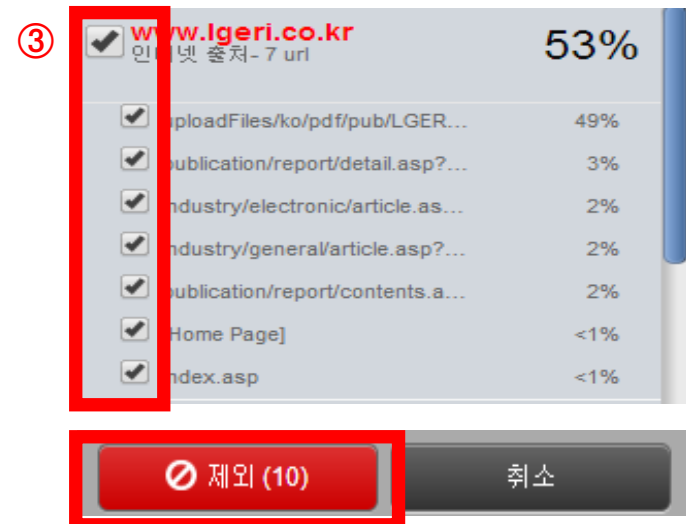 ③
www.lgeri.co.kr 53%
인터넷 출처- 7 url
uploadFiles/ko/pdf/pub/LGER... 49%
publication/report/detail.asp?... 3%
industry/electronic/article.as... 2%
industry/general/article.asp?... 2%
publication/report/contents.a... 2%
[Home Page] <1%
index.asp <1%
제외 (10) 취소